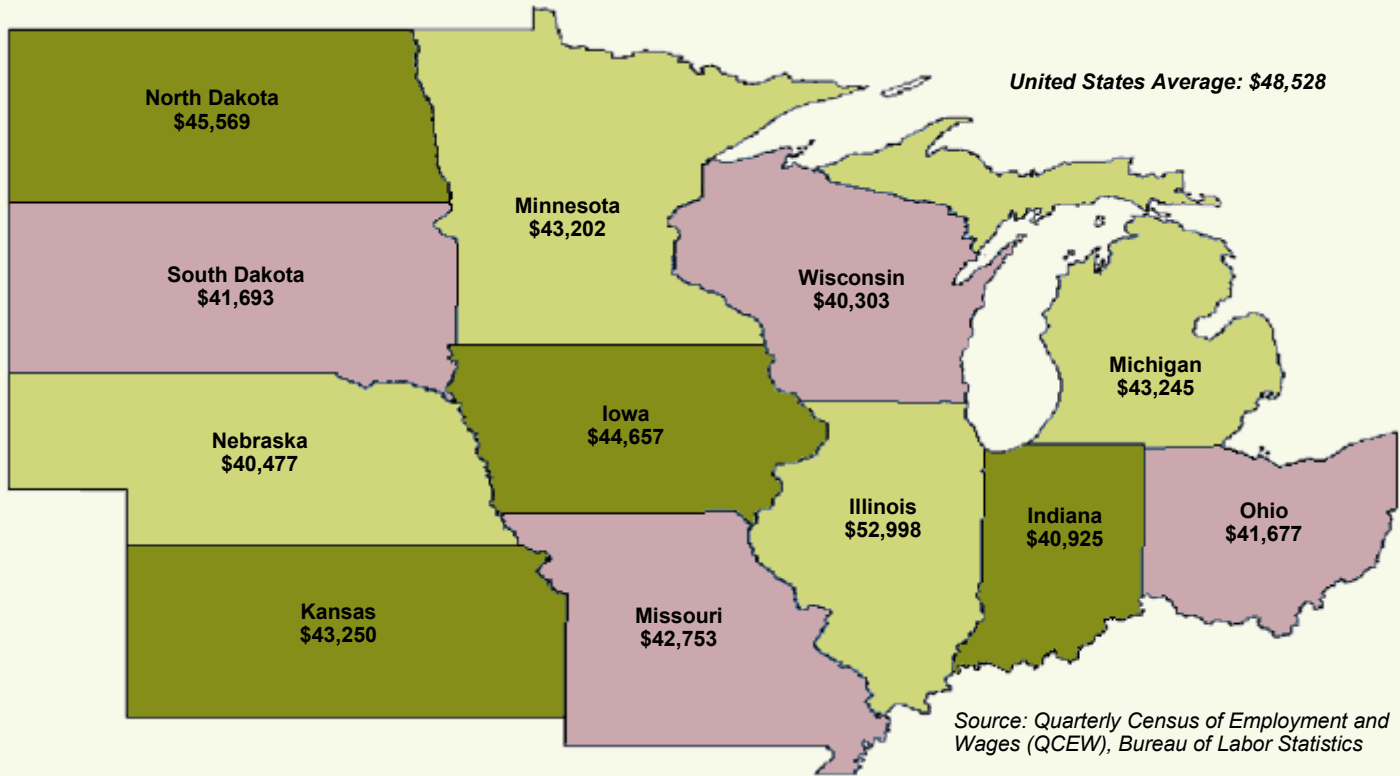 United States Average: $48,528
North Dakota
$45,569
Minnesota
$43,202
South Dakota
$41,693
Wisconsin
$40,303
Michigan
$43,245
Nebraska
$40,477
Iowa
$44,657
Illinois
$52,998
Indiana
$40,925
Ohio
$41,677
Kansas
$43,250
Missouri
$42,753
Source: Quarterly Census of Employment and
Wages (QCEW), Bureau of Labor Statistics